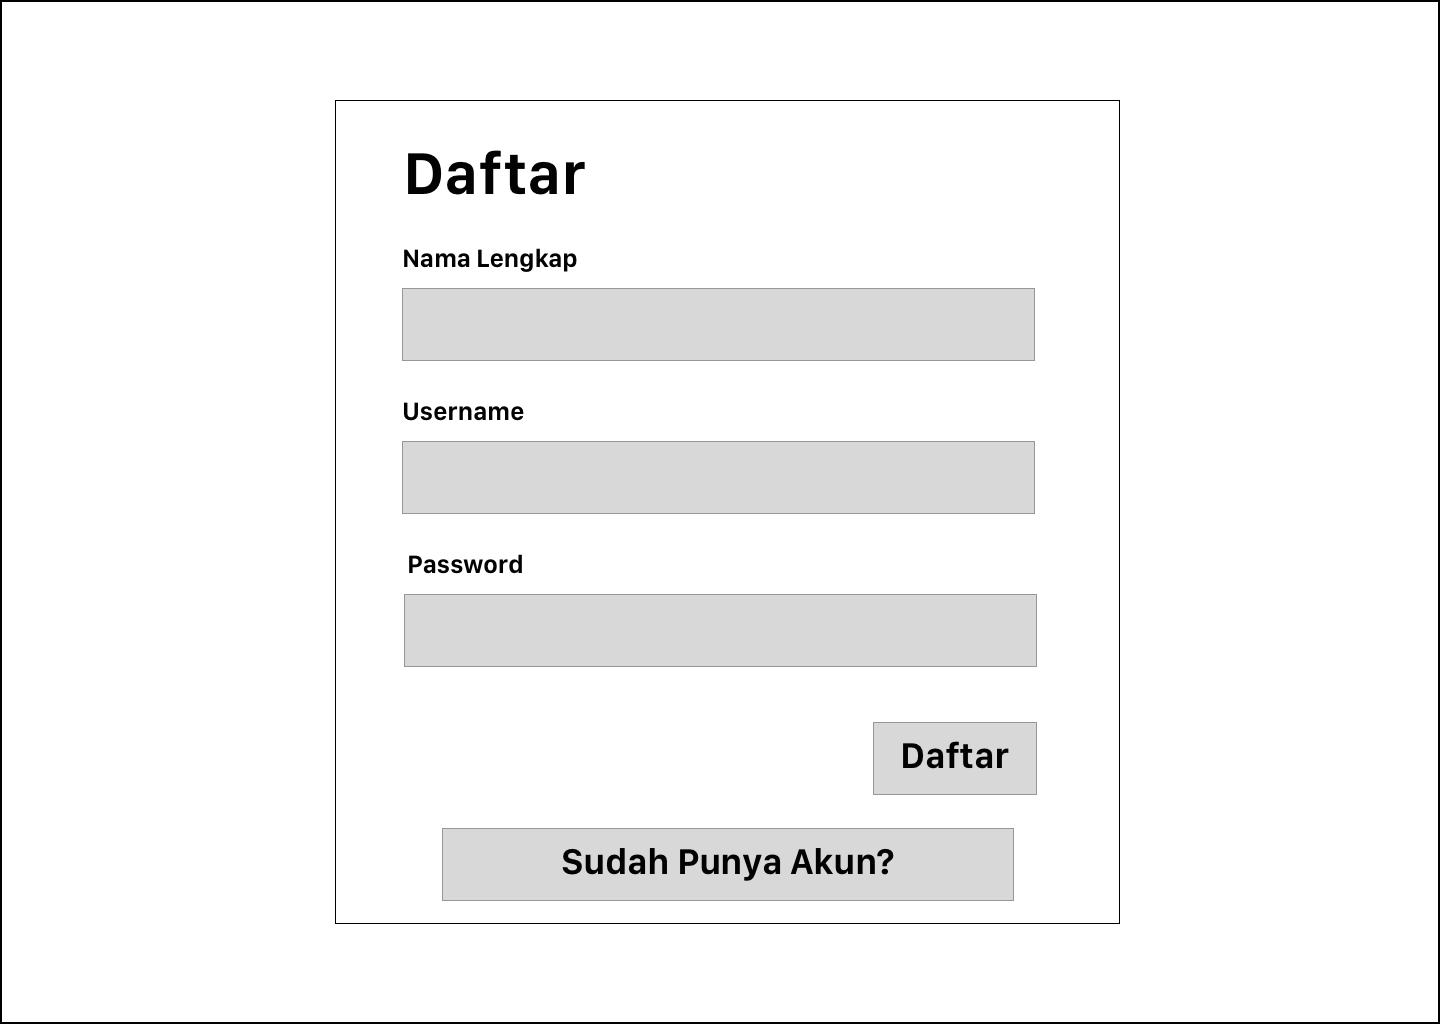 Daftar
Nama Lengkap
Username
Password
Daftar
Sudah Punya Akun?